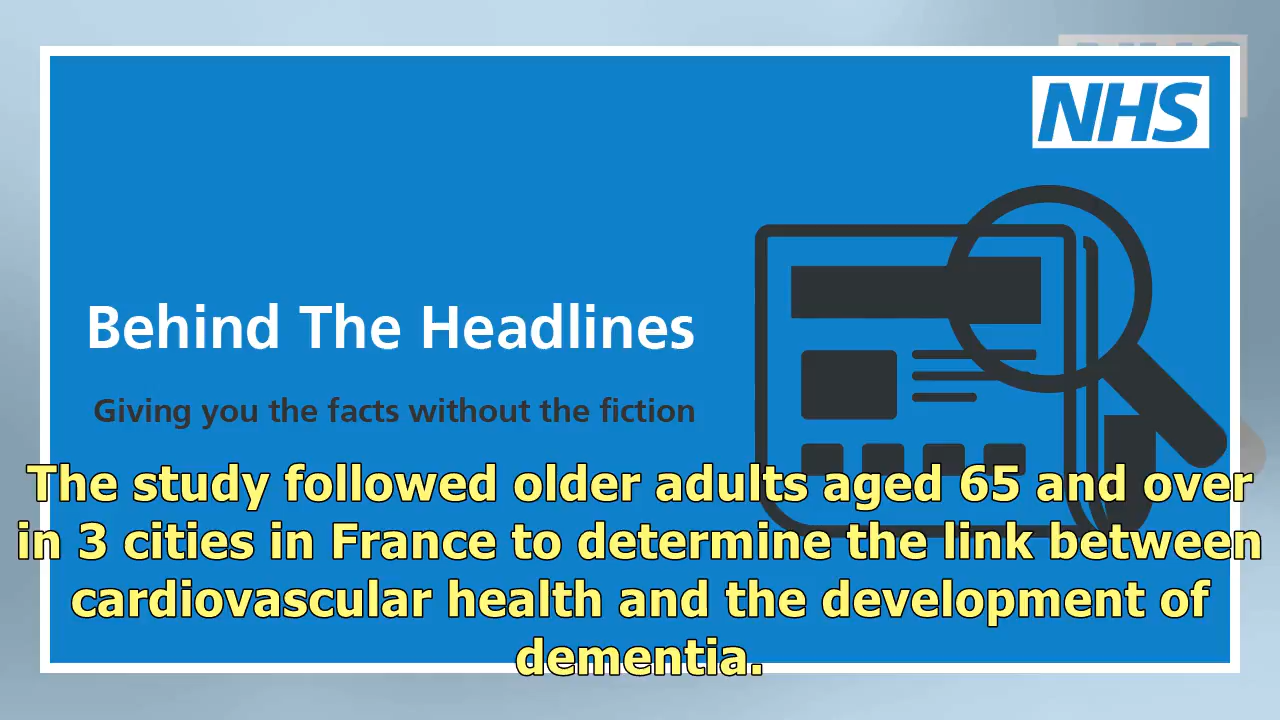 NHS
NHS
Behind The Headlines
Giving you the facts without the fiction
The study followed older adults aged 65 and over
in 3 cities in France to determine the link between
cardiovascular health and the development of
dementia.